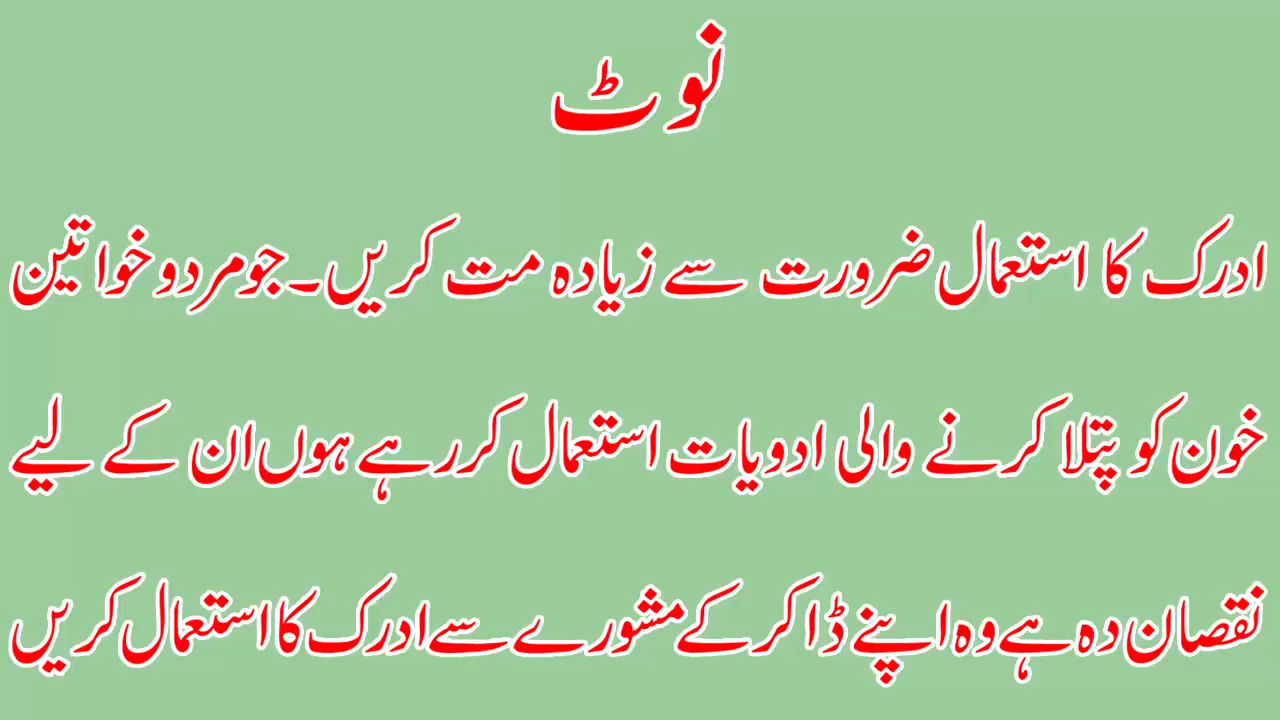 نوٹ
ادرک کا استعمال ضرورت سے زیادہ مت کریں۔ جو مرد و خواتین
خون کو پتلا کرنے والی ادویات استعمال کر رہے ہوں ان کے لیے
نقصان دہ ہے وہ اپنے ڈاکر کے مشورے سے ادرک کا استعمال کریں